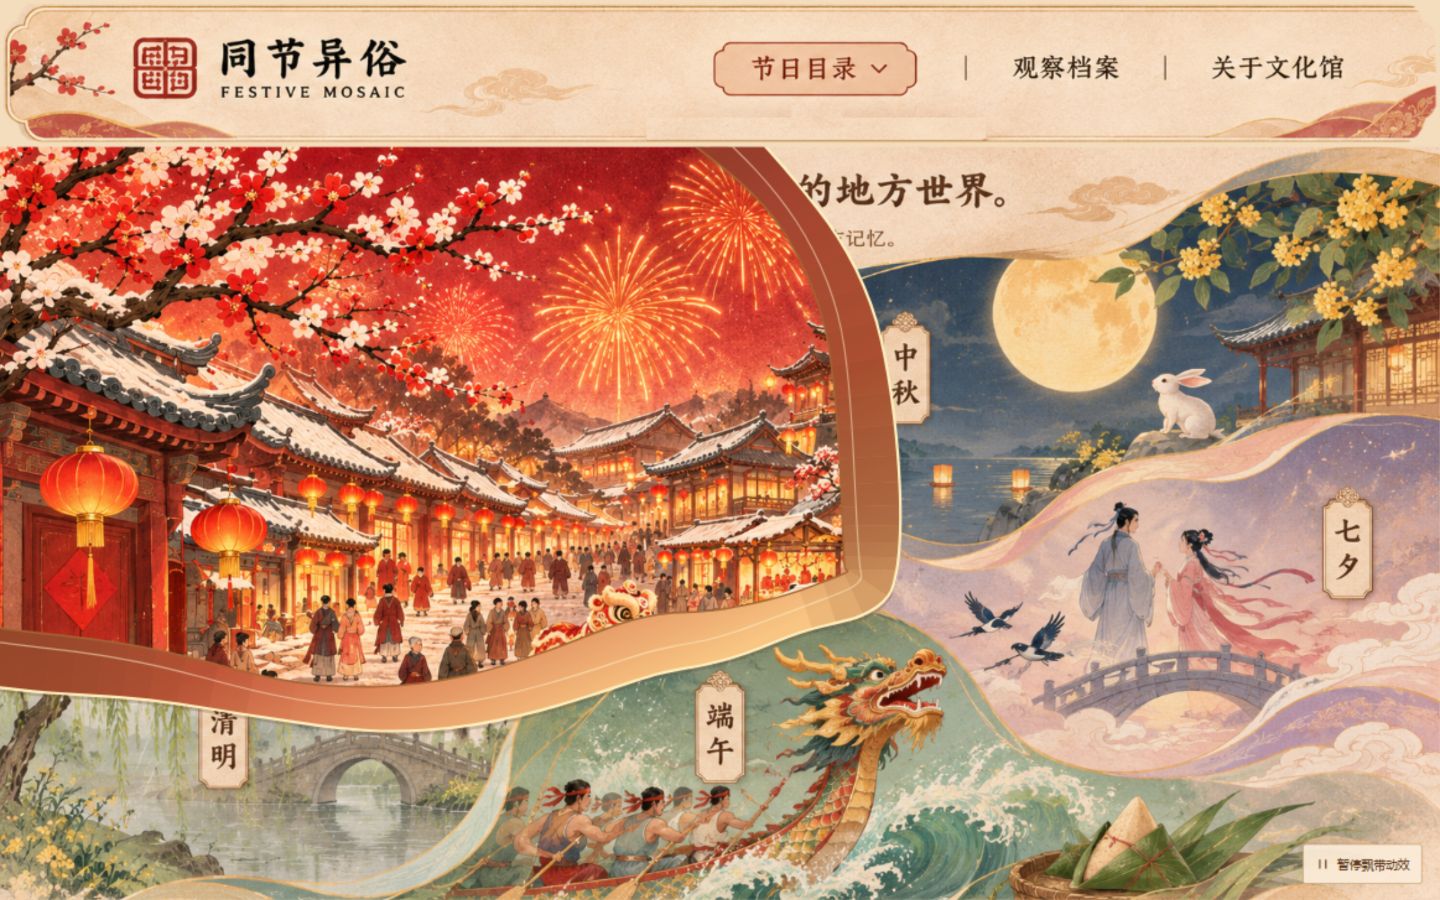 同节异俗
FESTIVE MOSAIC
节日目录
观察档案
关于文化馆
的地方世界。
记忆。
中秋
七夕
清明
端午
暂停飘带动效